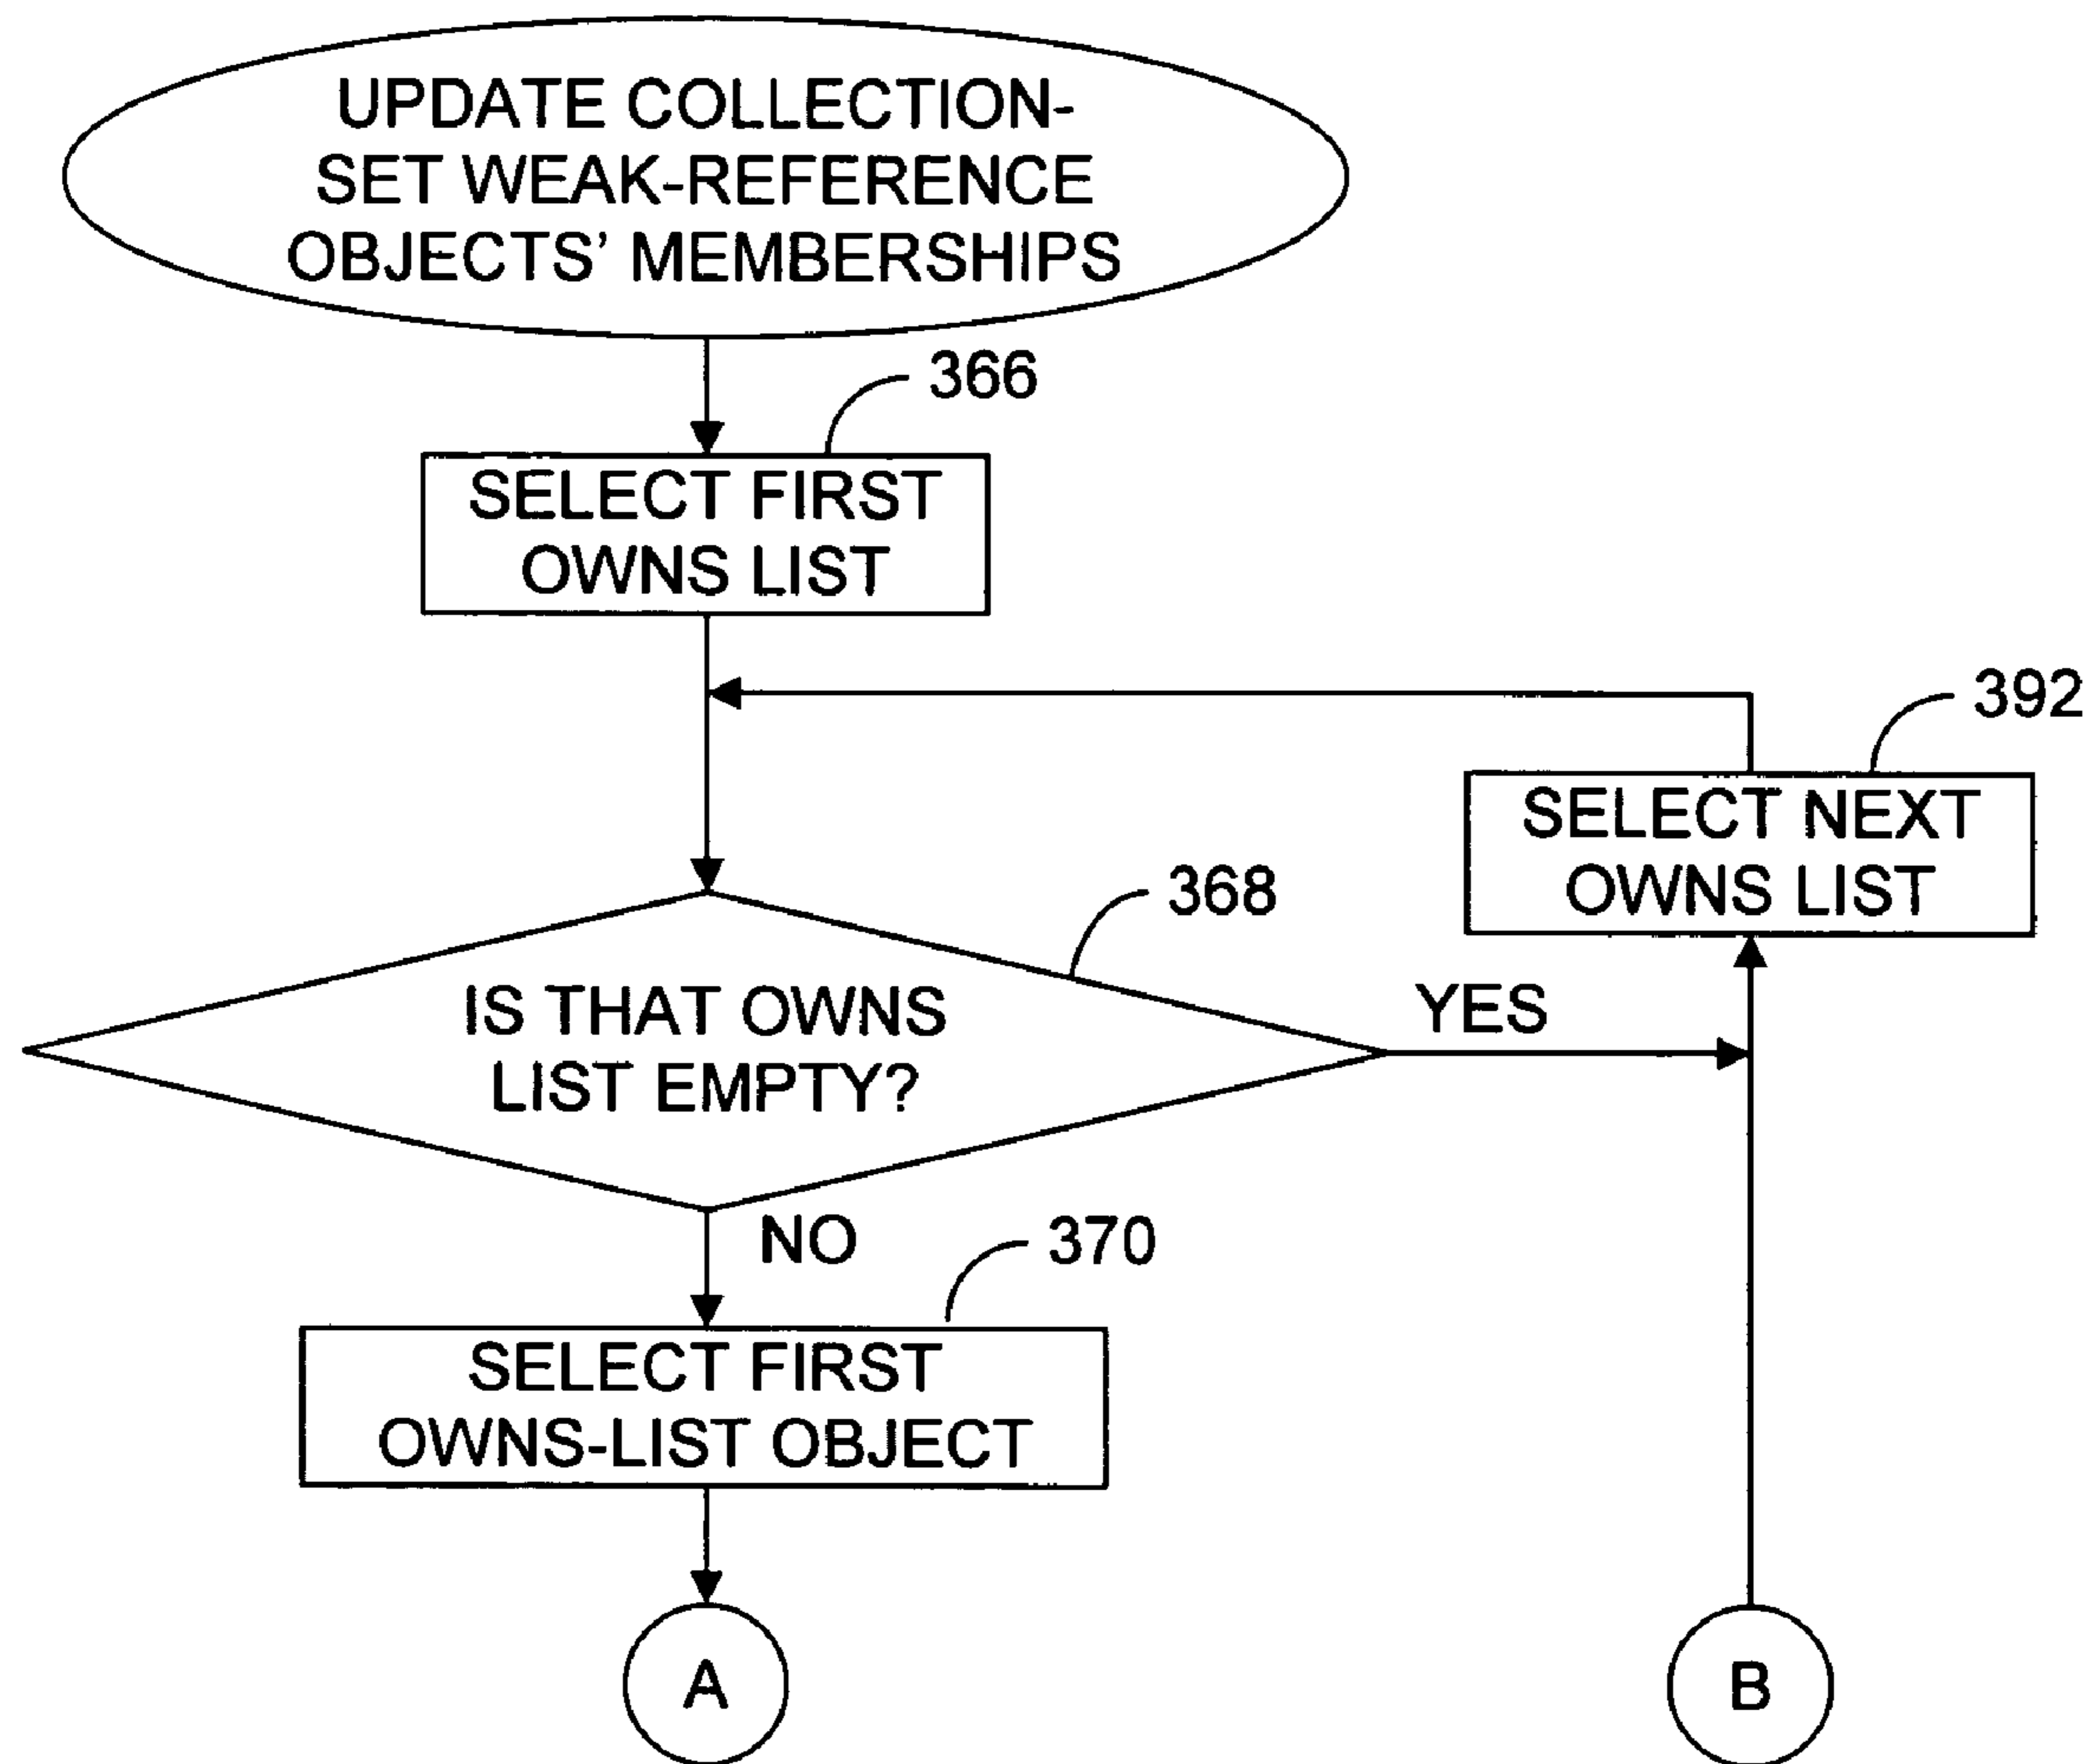 UPDATE COLLECTION-
SET WEAK-REFERENCE
OBJECTS' MEMBERSHIPS
366
SELECT FIRST
OWNS LIST
392
SELECT NEXT
OWNS LIST
368
IS THAT OWNS
LIST EMPTY?
YES
NO
370
SELECT FIRST
OWNS-LIST OBJECT
A
B